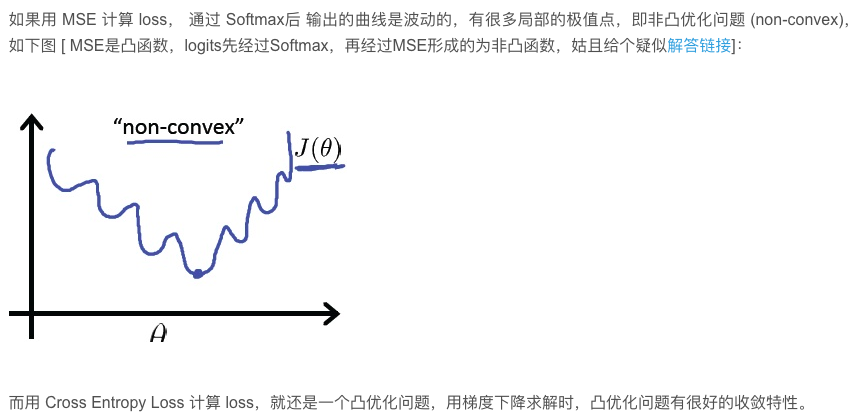 如果用 MSE 计算 loss， 通过 Softmax后 输出的曲线是波动的，有很多局部的极值点，即非凸优化问题 (non-convex),
如下图 [ MSE是凸函数，logits先经过Softmax，再经过MSE形成的为非凸函数，姑且给个疑似解答链接]：
“non-convex”
J(θ)
θ
而用 Cross Entropy Loss 计算 loss，就还是一个凸优化问题，用梯度下降求解时，凸优化问题有很好的收敛特性。